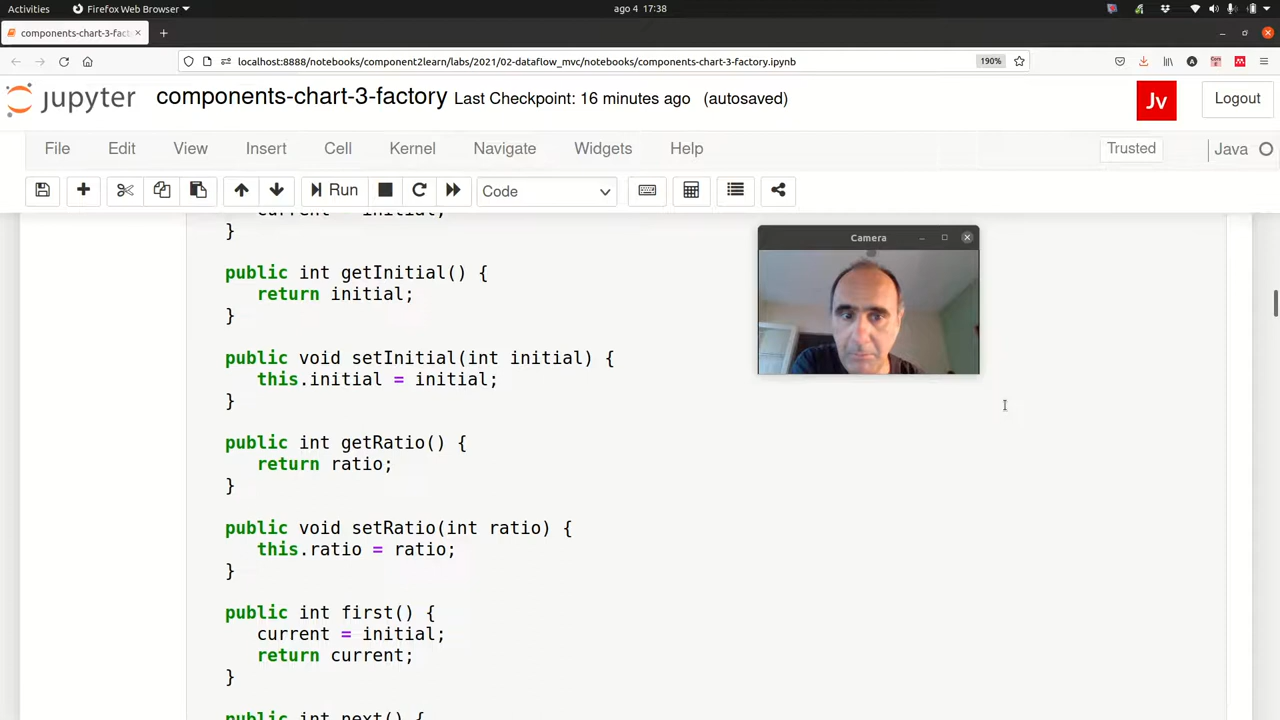 Activities
Firefox Web Browser
ago 4 17:38
components-chart-3-fact
localhost:8888/notebooks/component2learn/labs/2021/02-dataflow_mvc/notebooks/components-chart-3-factory.ipynb
190%
jupyter
components-chart-3-factory Last Checkpoint: 16 minutes ago (autosaved)
Jv
Logout
File Edit View Insert Cell Kernel Navigate Widgets Help
Trusted
Java
Run
Code
current = initial;
}
public int getInitial() {
return initial;
}
public void setInitial(int initial) {
this.initial = initial;
}
public int getRatio() {
return ratio;
}
public void setRatio(int ratio) {
this.ratio = ratio;
}
public int first() {
current = initial;
return current;
}
public int next() {
Camera